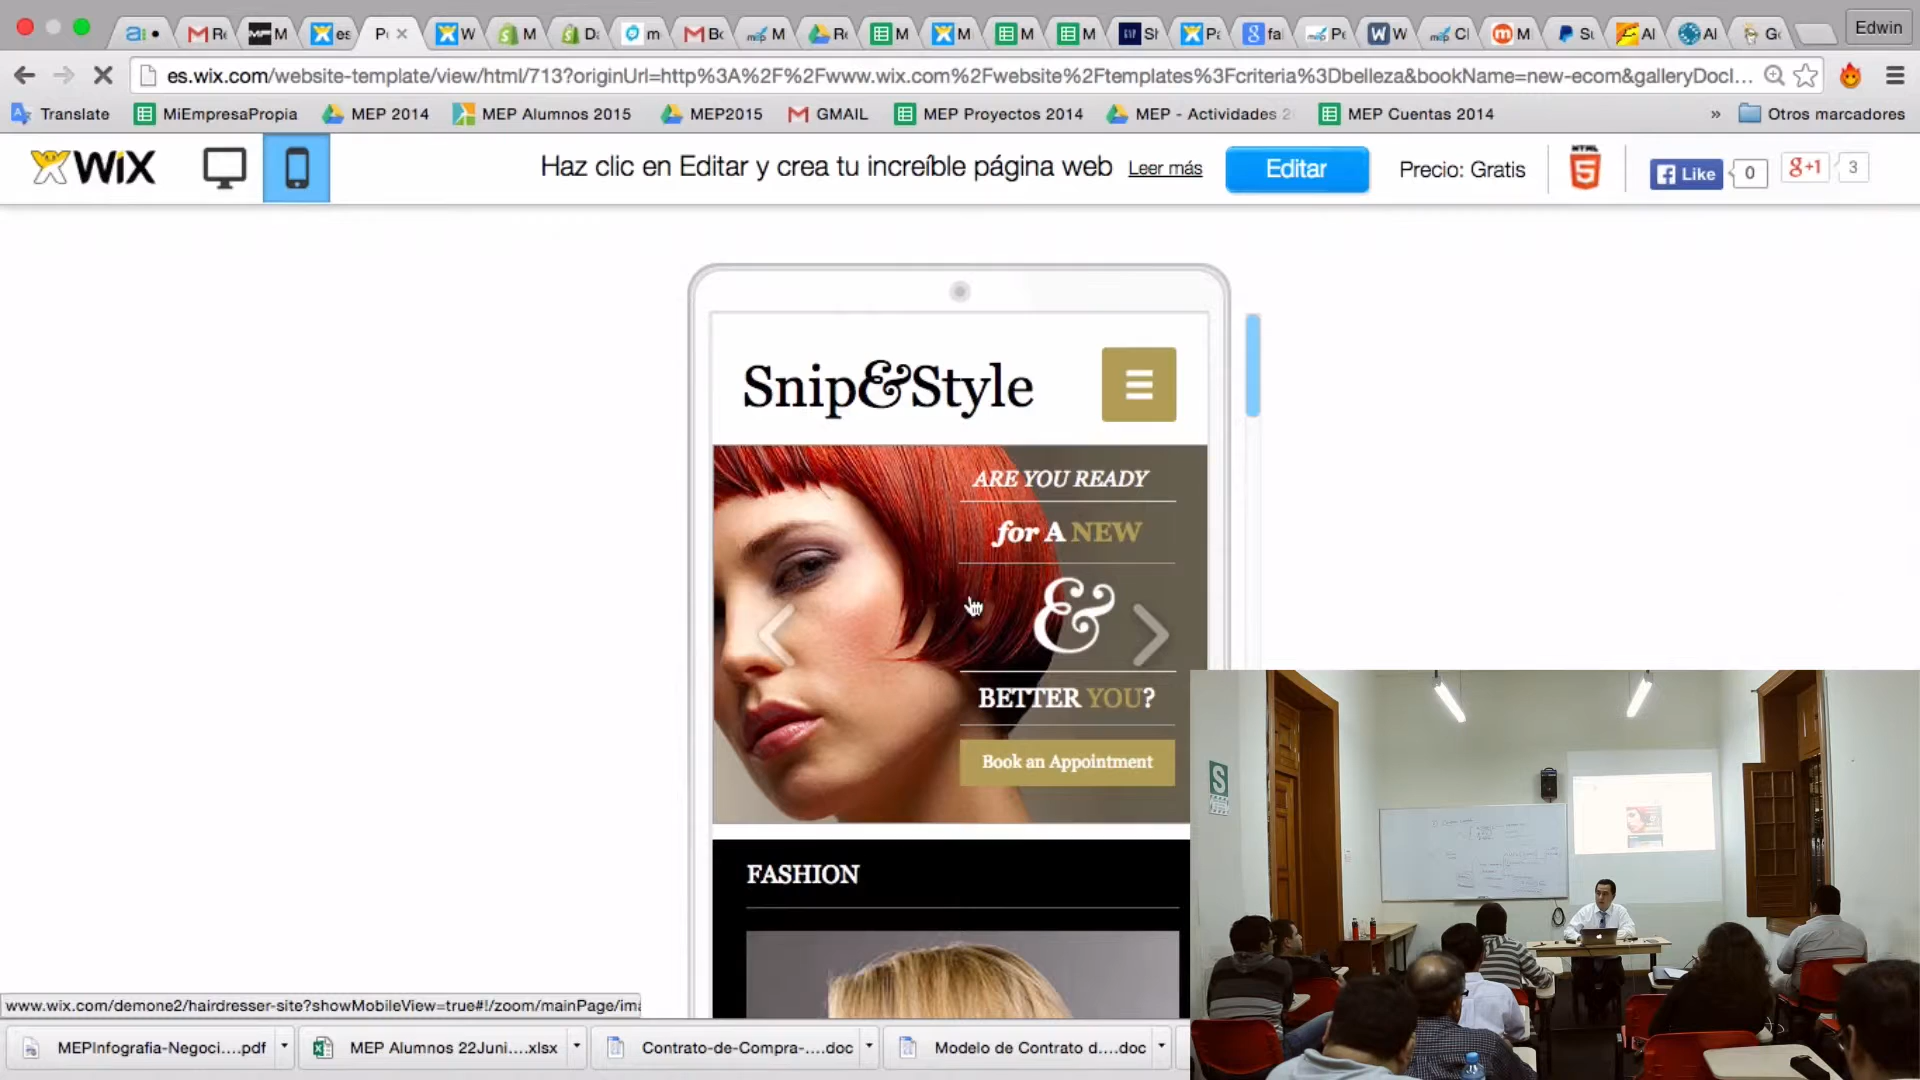 es
M
W
M
Edwin
es.wix.com/website-template/view/html/713?originUrl=http%3A%2F%2Fwww.wix.com%2Fwebsite%2Ftemplates%3Fcriteria%3Dbelleza&bookName=new-ecom&galleryDocI...
Translate
MiEmpresaPropia
MEP 2014
MEP Alumnos 2015
MEP2015
GMAIL
MEP Proyectos 2014
MEP - Actividades 2
MEP Cuentas 2014
»
Otros marcadores
WiX
Haz clic en Editar y crea tu increíble página web
Leer más
Editar
Precio: Gratis
HTML
5
Like
0
g+1
3
Snip&Style
ARE YOU READY
for A NEW
&
BETTER YOU?
Book an Appointment
FASHION
S
www.wix.com/demone2/hairdresser-site?showMobileView=true#!/zoom/mainPage/im
MEPInfografia-Negoci....pdf
MEP Alumnos 22Juni....xlsx
Contrato-de-Compra-....doc
Modelo de Contrato d....doc